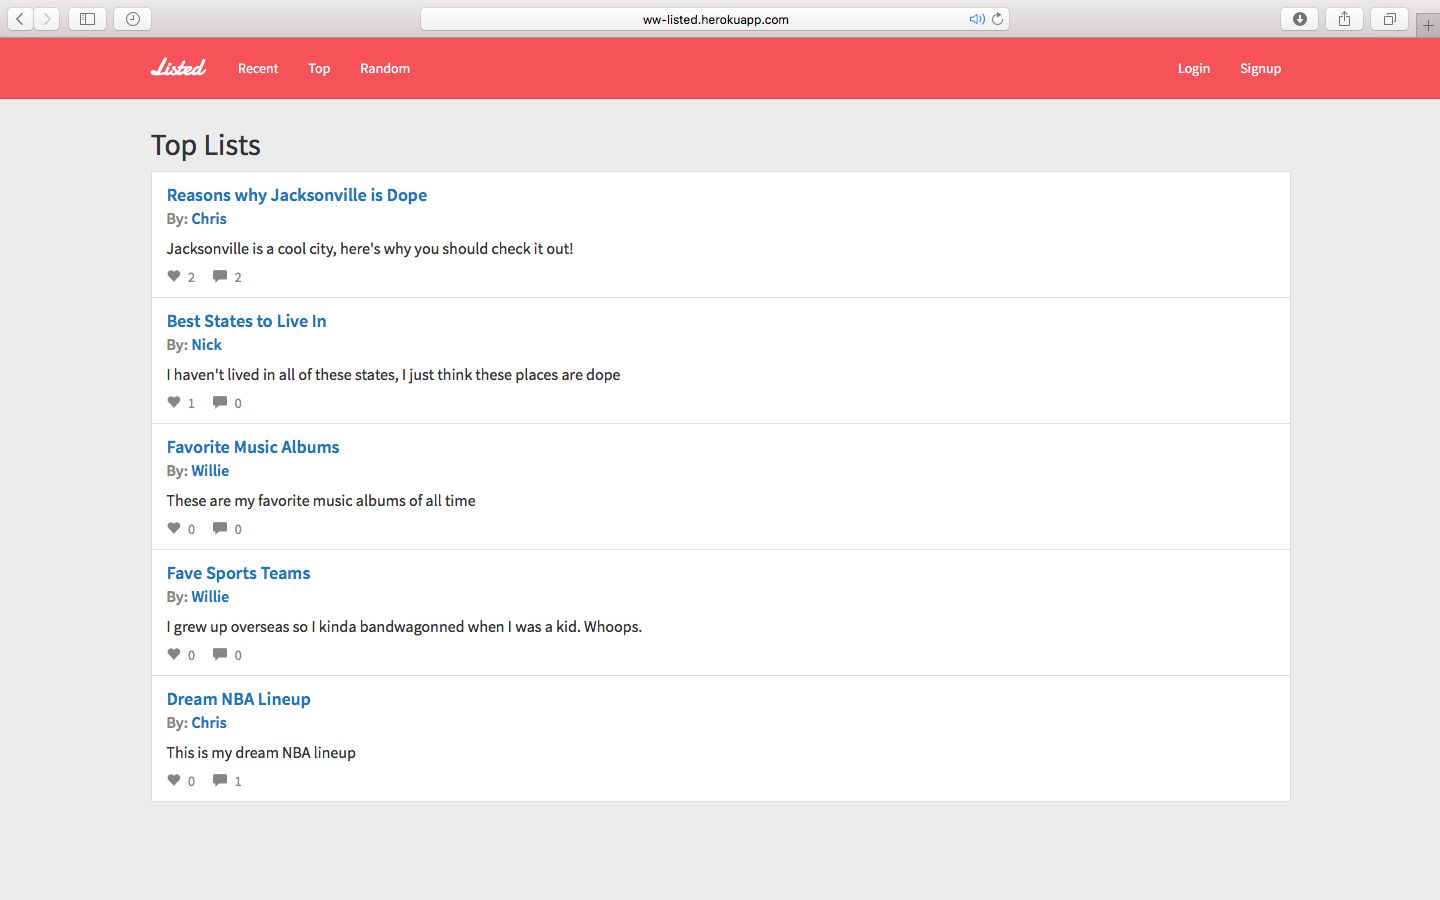 ww-listed.herokuapp.com
Listed Recent Top Random Login Signup
Top Lists
Reasons why Jacksonville is Dope
By: Chris
Jacksonville is a cool city, here's why you should check it out!
2 2
Best States to Live In
By: Nick
I haven't lived in all of these states, I just think these places are dope
1 0
Favorite Music Albums
By: Willie
These are my favorite music albums of all time
0 0
Fave Sports Teams
By: Willie
I grew up overseas so I kinda bandwagonned when I was a kid. Whoops.
0 0
Dream NBA Lineup
By: Chris
This is my dream NBA lineup
0 1